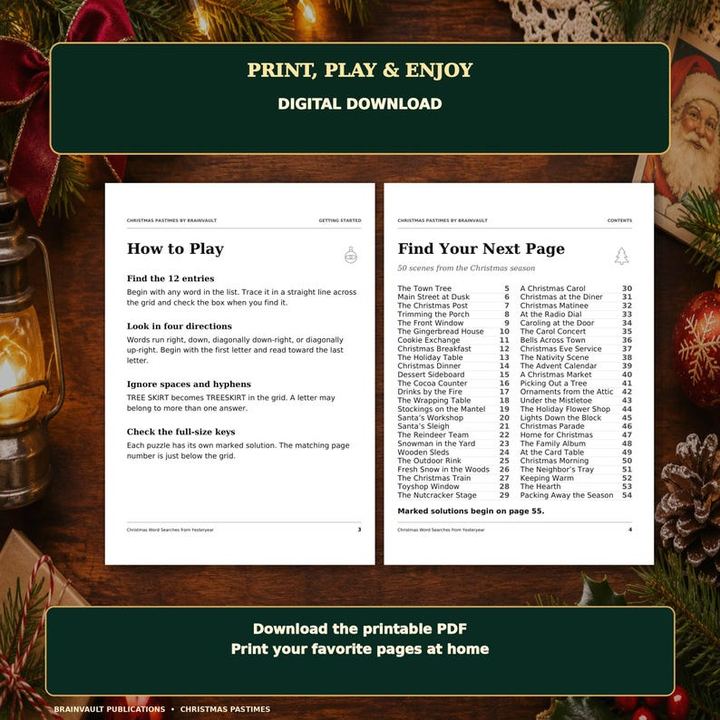 PRINT, PLAY & ENJOY
DIGITAL DOWNLOAD
CHRISTMAS PASTIMES BY BRAINVAULT GETTING STARTED
How to Play
Find the 12 entries
Begin with any word in the list. Trace it in a straight line across
the grid and check the box when you find it.
Look in four directions
Words run right, down, diagonally down-right, or diagonally
up-right. Begin with the first letter and read toward the last
letter.
Ignore spaces and hyphens
TREE SKIRT becomes TREESKIRT in the grid. A letter may
belong to more than one answer.
Check the full-size keys
Each puzzle has its own marked solution. The matching page
number is just below the grid.
Christmas Word Searches from Yesteryear 3
CHRISTMAS PASTIMES BY BRAINVAULT CONTENTS
Find Your Next Page
50 scenes from the Christmas season
The Town Tree 5
Main Street at Dusk 6
The Christmas Post 7
Trimming the Porch 8
The Front Window 9
The Gingerbread House 10
Cookie Exchange 11
Christmas Breakfast 12
The Holiday Table 13
Christmas Dinner 14
Dessert Sideboard 15
The Cocoa Counter 16
Drinks by the Fire 17
The Wrapping Table 18
Stockings on the Mantel 19
Santa's Workshop 20
Santa's Sleigh 21
The Reindeer Team 22
Snowman in the Yard 23
Wooden Sleds 24
The Outdoor Rink 25
Fresh Snow in the Woods 26
The Christmas Train 27
Toyshop Window 28
The Nutcracker Stage 29
A Christmas Carol 30
Christmas at the Diner 31
Christmas Matinee 32
At the Radio Dial 33
Caroling at the Door 34
The Carol Concert 35
Bells Across Town 36
Christmas Eve Service 37
The Nativity Scene 38
The Advent Calendar 39
A Christmas Market 40
Picking Out a Tree 41
Ornaments from the Attic 42
Under the Mistletoe 43
The Holiday Flower Shop 44
Lights Down the Block 45
Christmas Parade 46
Home for Christmas 47
The Family Album 48
At the Card Table 49
Christmas Morning 50
The Neighbor's Tray 51
Keeping Warm 52
The Hearth 53
Packing Away the Season 54
Marked solutions begin on page 55.
Christmas Word Searches from Yesteryear 4
Download the printable PDF
Print your favorite pages at home
BRAINVAULT PUBLICATIONS • CHRISTMAS PASTIMES